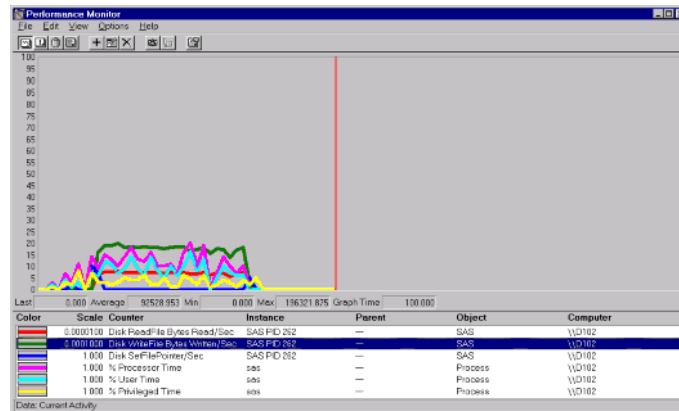 Performance Monitor
File Edit View Options Help
100
95
90
85
80
75
70
65
60
55
50
45
40
35
30
25
20
15
10
5
0
Last 0.000 Average 92528.953 Min 0.000 Max 196321.875 Graph Time 100.000
Color Scale Counter Instance Parent Object Computer
0.0000100 Disk ReadFile Bytes Read/Sec SAS PID 262 --- SAS \\D102
0.0001000 Disk WriteFile Bytes Written/Sec SAS PID 262 --- SAS \\D102
1.000 Disk SetFilePointer/Sec SAS PID 262 --- SAS \\D102
1.000 % Processor Time sas --- Process \\D102
1.000 % User Time sas --- Process \\D102
1.000 % Privileged Time sas --- Process \\D102
Data: Current Activity